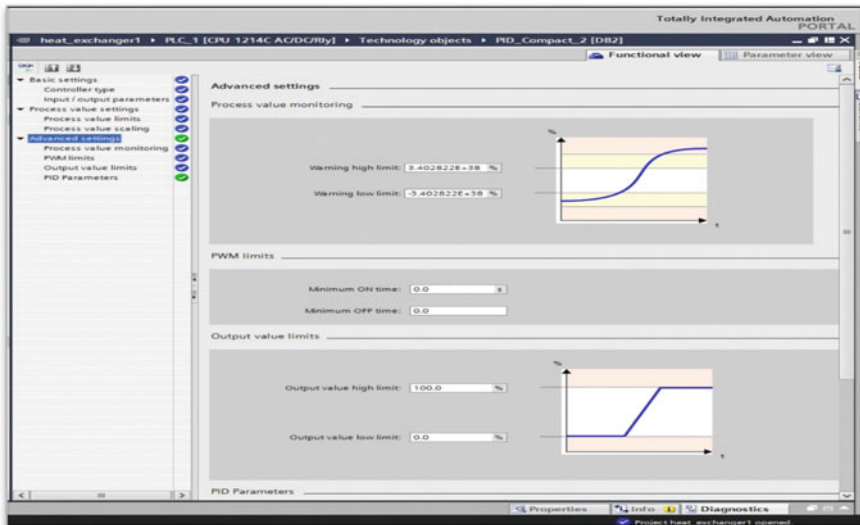 Totally Integrated Automation
PORTAL
heat_exchanger1 ▸ PLC_1 [CPU 1214C AC/DC/Rly] ▸ Technology objects ▸ PID_Compact_2 [DB2]
Functional view
Parameter view
Basic settings
Controller type
Input / output parameters
Process value settings
Process value limits
Process value scaling
Advanced settings
Process value monitoring
PWM limits
Output value limits
PID Parameters
Advanced settings
Process value monitoring
%
Warning high limit: 3.402822E+38 %
Warning low limit: -3.402822E+38 %
t
PWM limits
Minimum ON time: 0.0 s
Minimum OFF time: 0.0
Output value limits
%
Output value high limit: 100.0 %
Output value low limit: 0.0 %
t
PID Parameters
Properties
Info
Diagnostics
Project heat_exchanger1 opened.